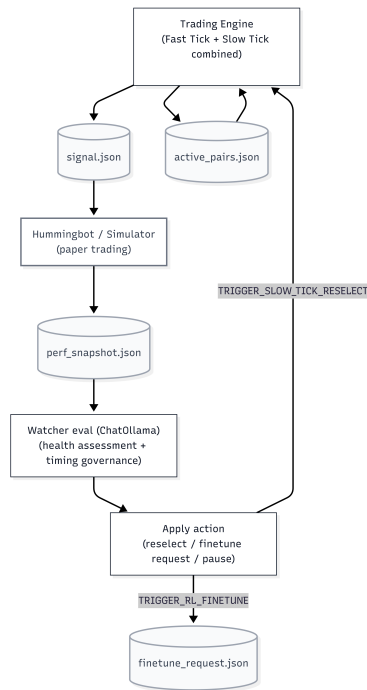 Trading Engine
(Fast Tick + Slow Tick
combined)
signal.json
active_pairs.json
Hummingbot / Simulator
(paper trading)
TRIGGER_SLOW_TICK_RESELECT
perf_snapshot.json
Watcher eval (ChatOllama)
(health assessment +
timing governance)
Apply action
(reselect / finetune
request / pause)
TRIGGER_RL_FINETUNE
finetune_request.json